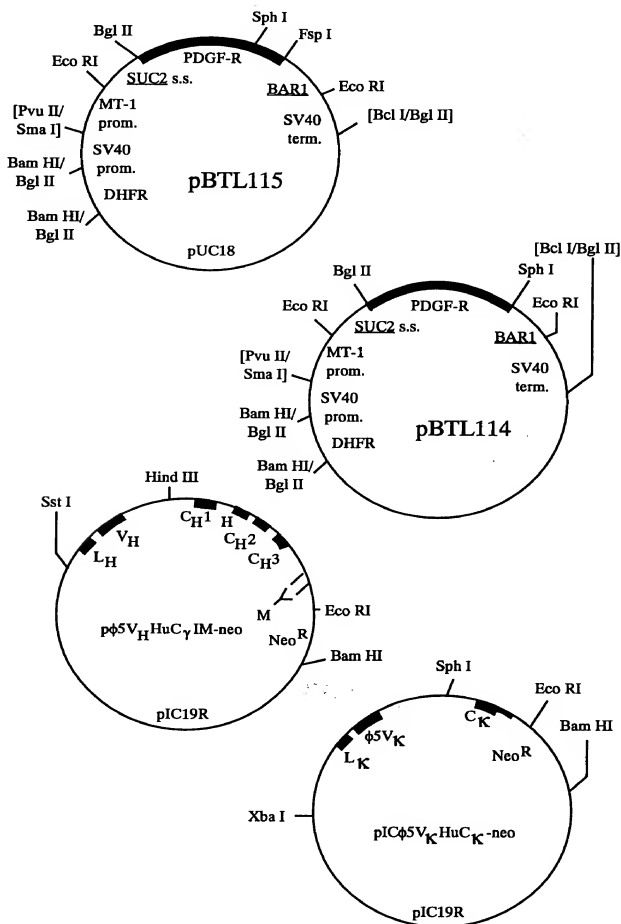 Sph I
Bgl II
Fsp I
PDGF-R
Eco RI
SUC2 s.s.
BAR1
Eco RI
[Pvu II/
Sma I]
MT-1
prom.
SV40
term.
[Bcl I/Bgl II]
Bam HI/
Bgl II
SV40
prom.
pBTL115
DHFR
Bam HI/
Bgl II
pUC18
[Bcl I/Bgl II]
Bgl II
Sph I
PDGF-R
Eco RI
Eco RI
SUC2 s.s.
BAR1
[Pvu II/
Sma I]
MT-1
prom.
SV40
term.
Bam HI/
Bgl II
SV40
prom.
pBTL114
DHFR
Bam HI/
Bgl II
Hind III
Sst I
CH1
H
CH2
CH3
VH
LH
M
Eco RI
pϕ5VHHuCγIM-neo
NeoR
Bam HI
pIC19R
Sph I
Eco RI
Bam HI
Cκ
ϕ5Vκ
Lκ
NeoR
Xba I
pICϕ5VκHuCκ-neo
pIC19R